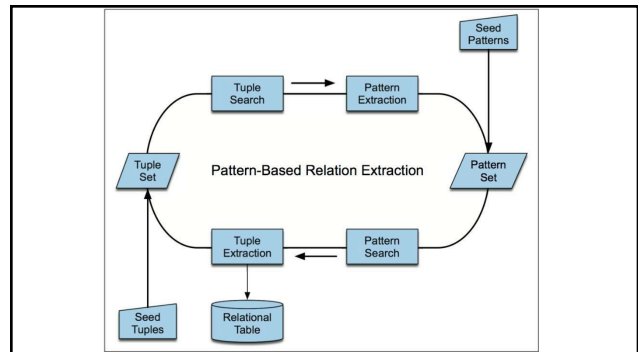 Seed
Patterns
Tuple
Search
Pattern
Extraction
Tuple
Set
Pattern-Based Relation Extraction
Pattern
Set
Tuple
Extraction
Pattern
Search
Seed
Tuples
Relational
Table